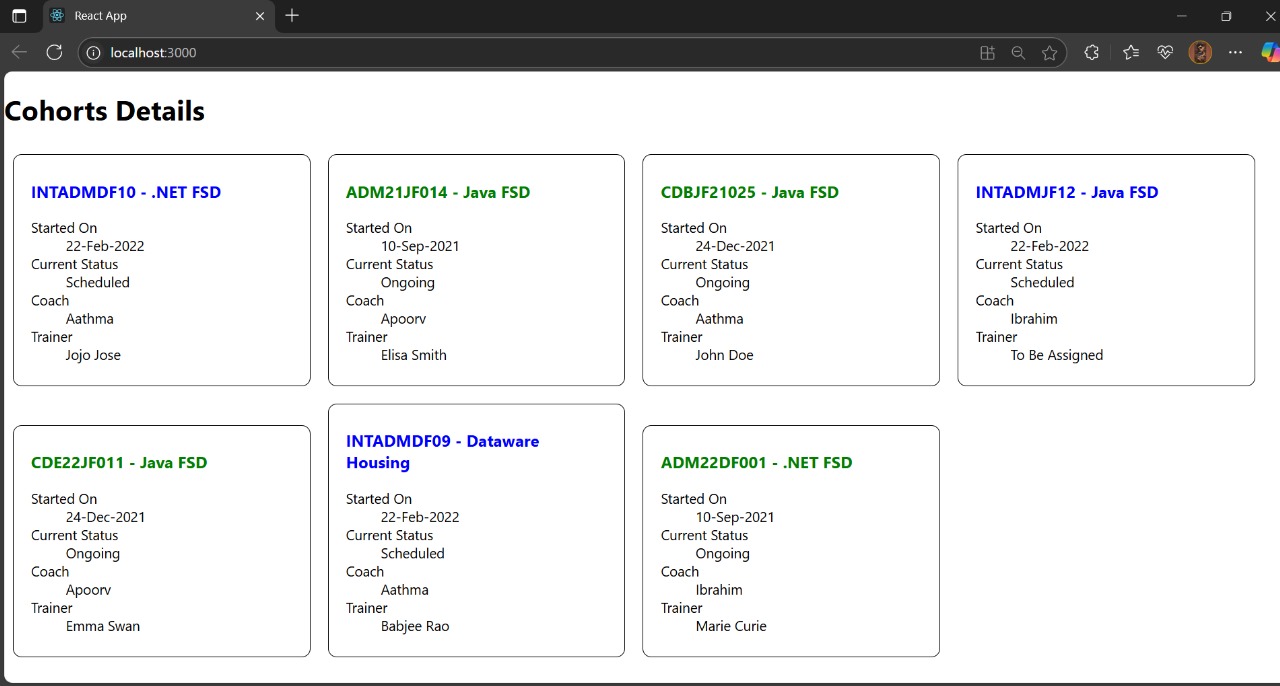 React App
localhost:3000
Cohorts Details
INTADMDF10 - .NET FSD
Started On
22-Feb-2022
Current Status
Scheduled
Coach
Aathma
Trainer
Jojo Jose
ADM21JF014 - Java FSD
Started On
10-Sep-2021
Current Status
Ongoing
Coach
Apoorv
Trainer
Elisa Smith
CDBJF21025 - Java FSD
Started On
24-Dec-2021
Current Status
Ongoing
Coach
Aathma
Trainer
John Doe
INTADMJF12 - Java FSD
Started On
22-Feb-2022
Current Status
Scheduled
Coach
Ibrahim
Trainer
To Be Assigned
CDE22JF011 - Java FSD
Started On
24-Dec-2021
Current Status
Ongoing
Coach
Apoorv
Trainer
Emma Swan
INTADMDF09 - Dataware
Housing
Started On
22-Feb-2022
Current Status
Scheduled
Coach
Aathma
Trainer
Babjee Rao
ADM22DF001 - .NET FSD
Started On
10-Sep-2021
Current Status
Ongoing
Coach
Ibrahim
Trainer
Marie Curie